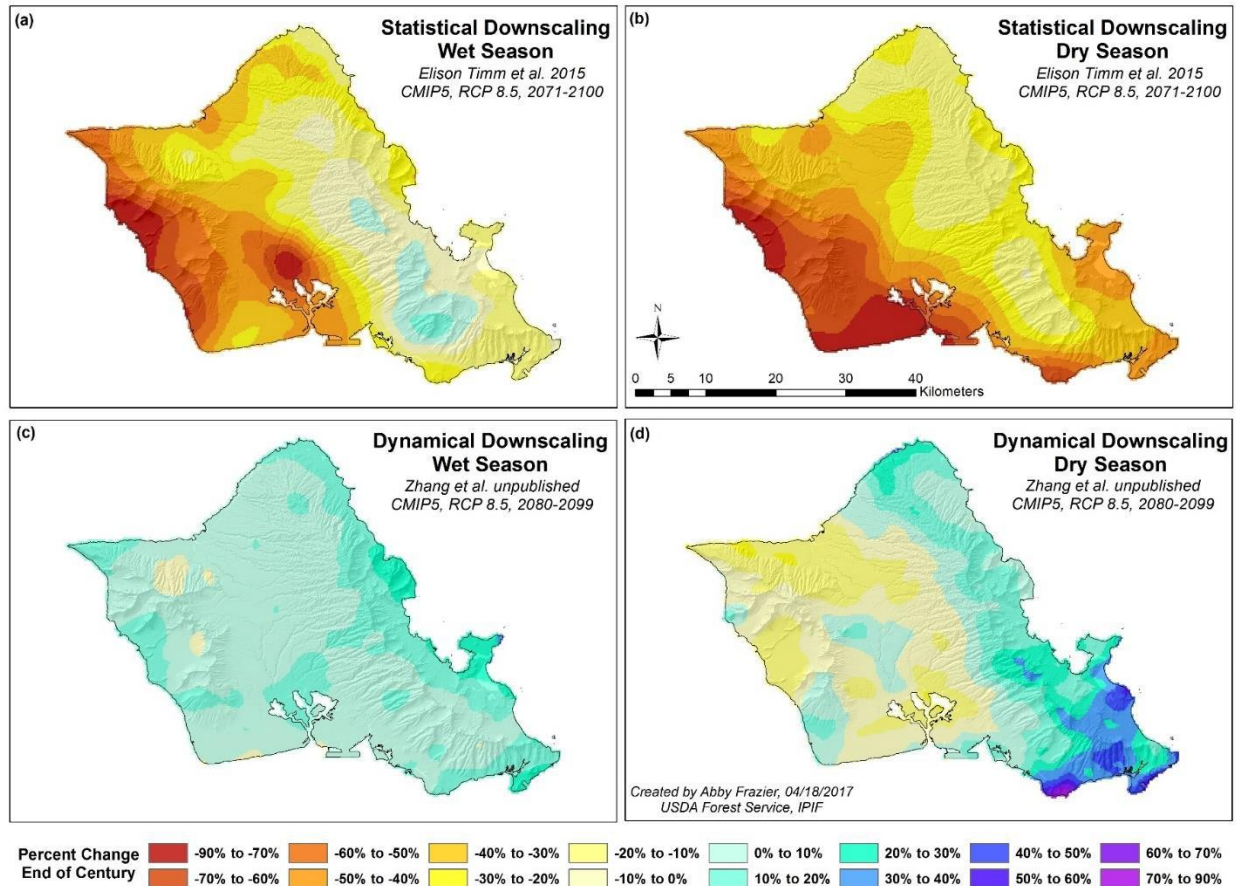 (a)
Statistical Downscaling
Wet Season
Elison Timm et al. 2015
CMIP5, RCP 8.5, 2071-2100
(b)
Statistical Downscaling
Dry Season
Elison Timm et al. 2015
CMIP5, RCP 8.5, 2071-2100
N
0 5 10 20 30 40
Kilometers
(c)
Dynamical Downscaling
Wet Season
Zhang et al. unpublished
CMIP5, RCP 8.5, 2080-2099
(d)
Dynamical Downscaling
Dry Season
Zhang et al. unpublished
CMIP5, RCP 8.5, 2080-2099
Created by Abby Frazier, 04/18/2017
USDA Forest Service, IPIF
Percent Change
End of Century
-90% to -70% -60% to -50% -40% to -30% -20% to -10% 0% to 10% 20% to 30% 40% to 50% 60% to 70%
-70% to -60% -50% to -40% -30% to -20% -10% to 0% 10% to 20% 30% to 40% 50% to 60% 70% to 90%